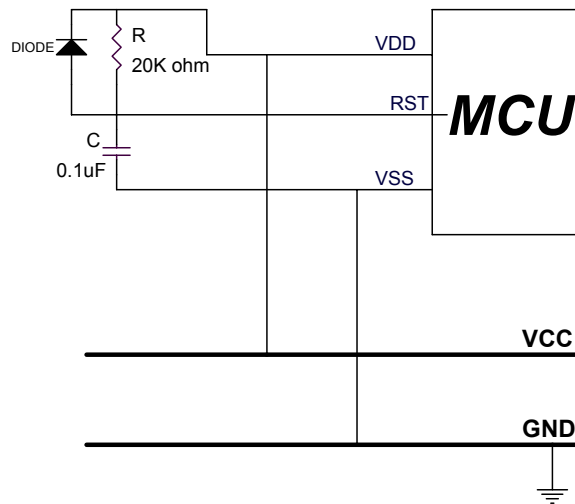 R
VDD
DIODE
20K ohm
RST
MCU
C
0.1uF
VSS
VCC
GND